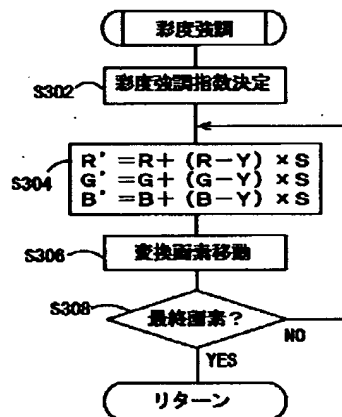 彩度強調
S302
彩度強調指数決定
S304
R' =R+ (R−Y) ×S
G' =G+ (G−Y) ×S
B' =B+ (B−Y) ×S
S306
変換画素移動
S308
最終画素?
NO
YES
リターン